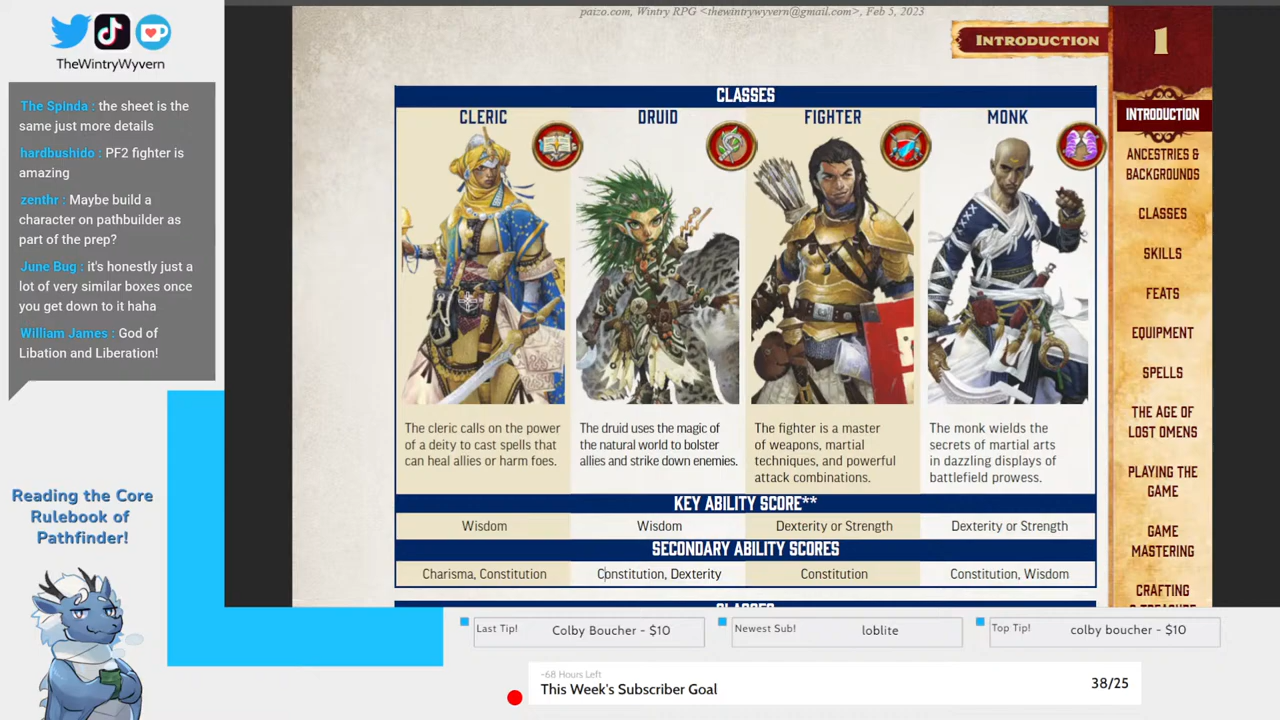 TheWintryWyvern
The Spinda : the sheet is the
same just more details
hardbushido : PF2 fighter is
amazing
zenthr : Maybe build a
character on pathbuilder as
part of the prep?
June Bug : it's honestly just a
lot of very similar boxes once
you get down to it haha
William James : God of
Libation and Liberation!
Reading the Core
Rulebook of
Pathfinder!
paizo.com, Wintry RPG <thewintrywyvern@gmail.com>, Feb 5, 2023
INTRODUCTION
1
CLASSES
CLERIC
DRUID
FIGHTER
MONK
The cleric calls on the power
of a deity to cast spells that
can heal allies or harm foes.
The druid uses the magic of
the natural world to bolster
allies and strike down enemies.
The fighter is a master
of weapons, martial
techniques, and powerful
attack combinations.
The monk wields the
secrets of martial arts
in dazzling displays of
battlefield prowess.
KEY ABILITY SCORE**
Wisdom
Wisdom
Dexterity or Strength
Dexterity or Strength
SECONDARY ABILITY SCORES
Charisma, Constitution
Constitution, Dexterity
Constitution
Constitution, Wisdom
CLASSES
INTRODUCTION
ANCESTRIES &
BACKGROUNDS
CLASSES
SKILLS
FEATS
EQUIPMENT
SPELLS
THE AGE OF
LOST OMENS
PLAYING THE
GAME
GAME
MASTERING
CRAFTING
& TREASURE
Last Tip!
Colby Boucher - $10
Newest Sub!
loblite
Top Tip!
colby boucher - $10
-68 Hours Left
This Week's Subscriber Goal
38/25